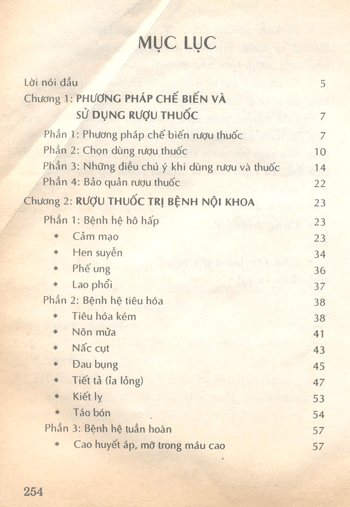 MỤC LỤC
Lời nói đầu 5
Chương 1: PHƯƠNG PHÁP CHẾ BIẾN VÀ
SỬ DỤNG RƯỢU THUỐC 7
Phần 1: Phương pháp chế biến rượu thuốc 7
Phần 2: Chọn dùng rượu thuốc 10
Phần 3: Những điều chú ý khi dùng rượu và thuốc 14
Phần 4: Bảo quản rượu thuốc 22
Chương 2: RƯỢU THUỐC TRỊ BỆNH NỘI KHOA 23
Phần 1: Bệnh hệ hô hấp 23
* Cảm mạo 23
* Hen suyễn 34
* Phế ung 36
* Lao phổi 37
Phần 2: Bệnh hệ tiêu hóa 38
* Tiêu hóa kém 38
* Nôn mửa 41
* Nấc cụt 43
* Đau bụng 45
* Tiết tả (ỉa lỏng) 47
* Kiết lỵ 53
* Táo bón 54
Phần 3: Bệnh hệ tuần hoàn 57
* Cao huyết áp, mỡ trong máu cao 57
254